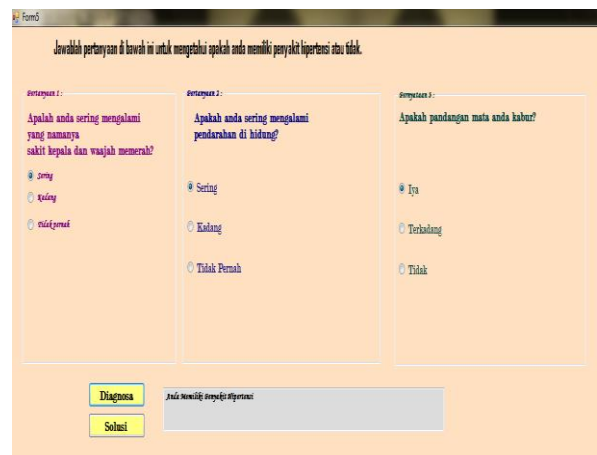 Form5
Jawablah pertanyaan di bawah ini untuk mengetahui apakah anda memiliki penyakit hipertensi atau tidak.
Pertanyaan 1 :
Apalah anda sering mengalami
yang namanya
sakit kepala dan waajah memerah?
Sering
Kadang
Tidak pernah
Pertanyaan 2 :
Apakah anda sering mengalami
pendarahan di hidung?
Sering
Kadang
Tidak Pernah
Pernyataan 3 :
Apakah pandangan mata anda kabur?
Iya
Terkadang
Tidak
Diagnosa
Anda Memiliki Penyakit Hipertensi
Solusi